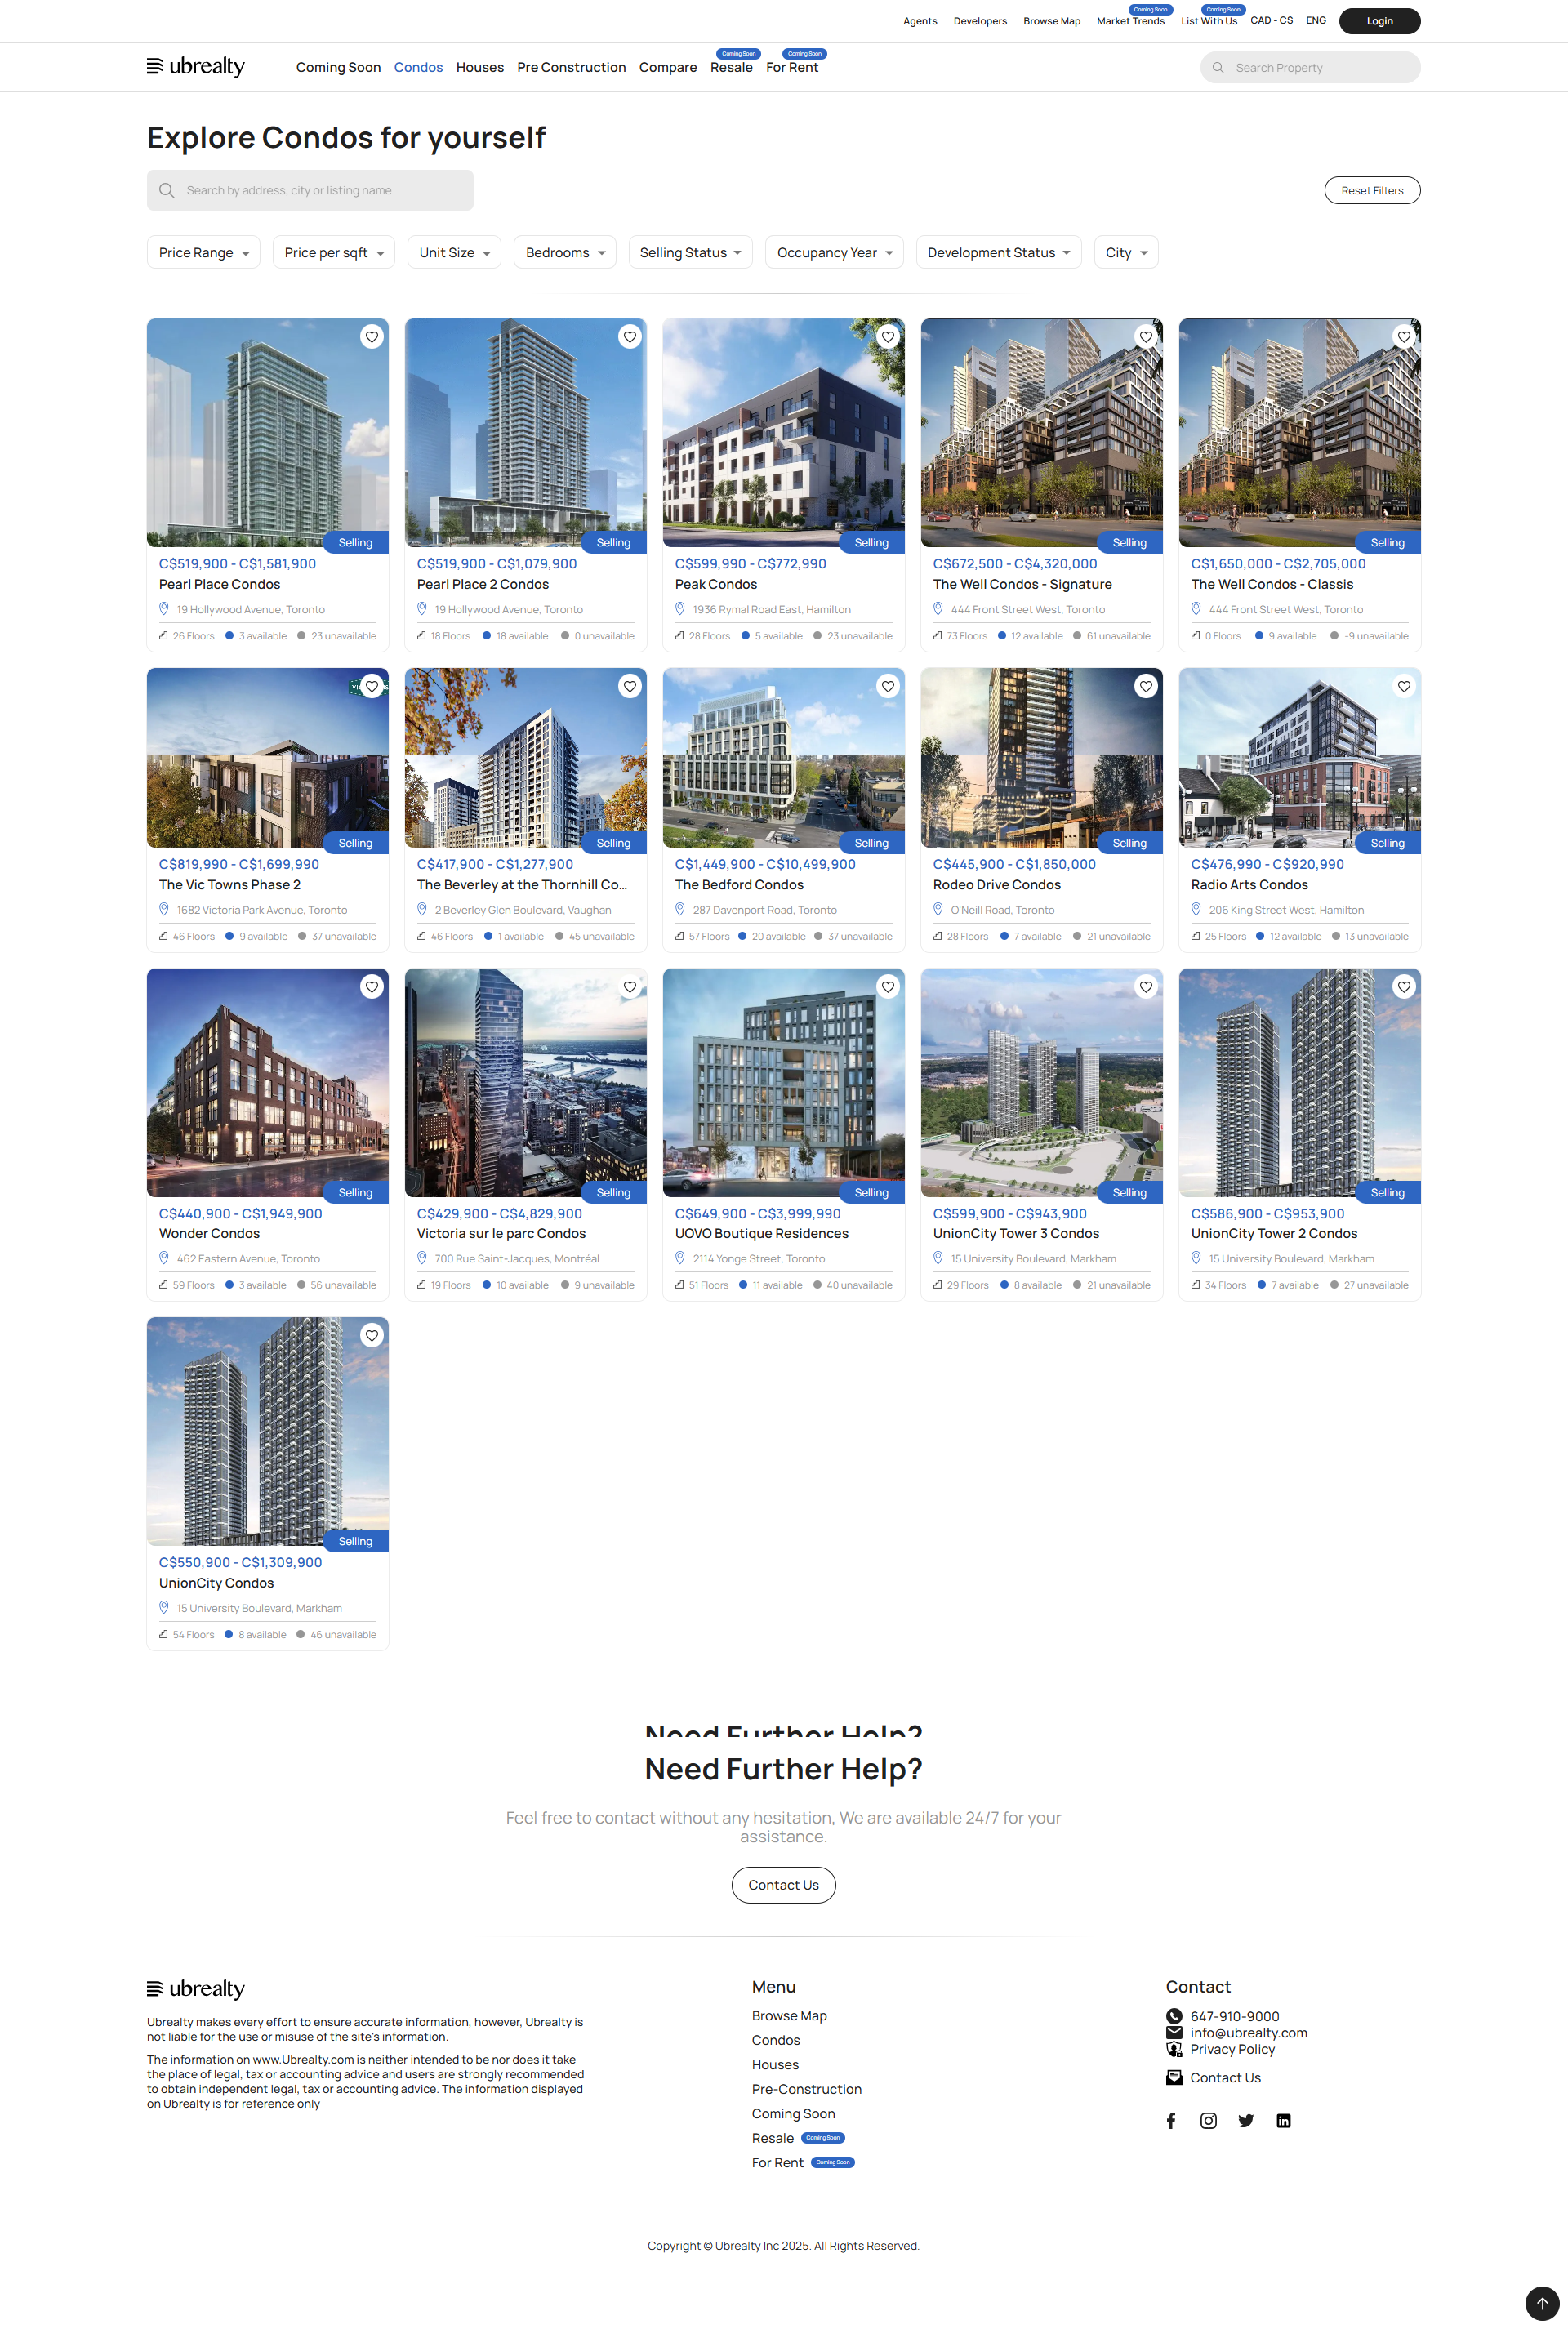 Agents Developers Browse Map Market Trends Coming Soon List With Us Coming Soon CAD - C$ ENG Login
ubrealty Coming Soon Condos Houses Pre Construction Compare Resale Coming Soon For Rent Coming Soon Search Property
Explore Condos for yourself
Search by address, city or listing name Reset Filters
Price Range Price per sqft Unit Size Bedrooms Selling Status Occupancy Year Development Status City
Selling Selling Selling Selling Selling
C$519,900 - C$1,581,900 C$519,900 - C$1,079,900 C$599,990 - C$772,990 C$672,500 - C$4,320,000 C$1,650,000 - C$2,705,000
Pearl Place Condos Pearl Place 2 Condos Peak Condos The Well Condos - Signature The Well Condos - Classis
19 Hollywood Avenue, Toronto 19 Hollywood Avenue, Toronto 1936 Rymal Road East, Hamilton 444 Front Street West, Toronto 444 Front Street West, Toronto
26 Floors 3 available 23 unavailable 18 Floors 18 available 0 unavailable 28 Floors 5 available 23 unavailable 73 Floors 12 available 61 unavailable 0 Floors 9 available -9 unavailable
Selling Selling Selling Selling Selling
C$819,990 - C$1,699,990 C$417,900 - C$1,277,900 C$1,449,900 - C$10,499,900 C$445,900 - C$1,850,000 C$476,990 - C$920,990
The Vic Towns Phase 2 The Beverley at the Thornhill Co... The Bedford Condos Rodeo Drive Condos Radio Arts Condos
1682 Victoria Park Avenue, Toronto 2 Beverley Glen Boulevard, Vaughan 287 Davenport Road, Toronto O'Neill Road, Toronto 206 King Street West, Hamilton
46 Floors 9 available 37 unavailable 46 Floors 1 available 45 unavailable 57 Floors 20 available 37 unavailable 28 Floors 7 available 21 unavailable 25 Floors 12 available 13 unavailable
Selling Selling Selling Selling Selling
C$440,900 - C$1,949,900 C$429,900 - C$4,829,900 C$649,900 - C$3,999,990 C$599,900 - C$943,900 C$586,900 - C$953,900
Wonder Condos Victoria sur le parc Condos UOVO Boutique Residences UnionCity Tower 3 Condos UnionCity Tower 2 Condos
462 Eastern Avenue, Toronto 700 Rue Saint-Jacques, Montréal 2114 Yonge Street, Toronto 15 University Boulevard, Markham 15 University Boulevard, Markham
59 Floors 3 available 56 unavailable 19 Floors 10 available 9 unavailable 51 Floors 11 available 40 unavailable 29 Floors 8 available 21 unavailable 34 Floors 7 available 27 unavailable
Selling
C$550,900 - C$1,309,900
UnionCity Condos
15 University Boulevard, Markham
54 Floors 8 available 46 unavailable
Need Further Help?
Need Further Help?
Feel free to contact without any hesitation, We are available 24/7 for your
assistance.
Contact Us
ubrealty
Ubrealty makes every effort to ensure accurate information, however, Ubrealty is
not liable for the use or misuse of the site's information.
The information on www.Ubrealty.com is neither intended to be nor does it take
the place of legal, tax or accounting advice and users are strongly recommended
to obtain independent legal, tax or accounting advice. The information displayed
on Ubrealty is for reference only
Menu
Browse Map
Condos
Houses
Pre-Construction
Coming Soon
Resale Coming Soon
For Rent Coming Soon
Contact
647-910-9000
info@ubrealty.com
Privacy Policy
Contact Us
Copyright © Ubrealty Inc 2025. All Rights Reserved.